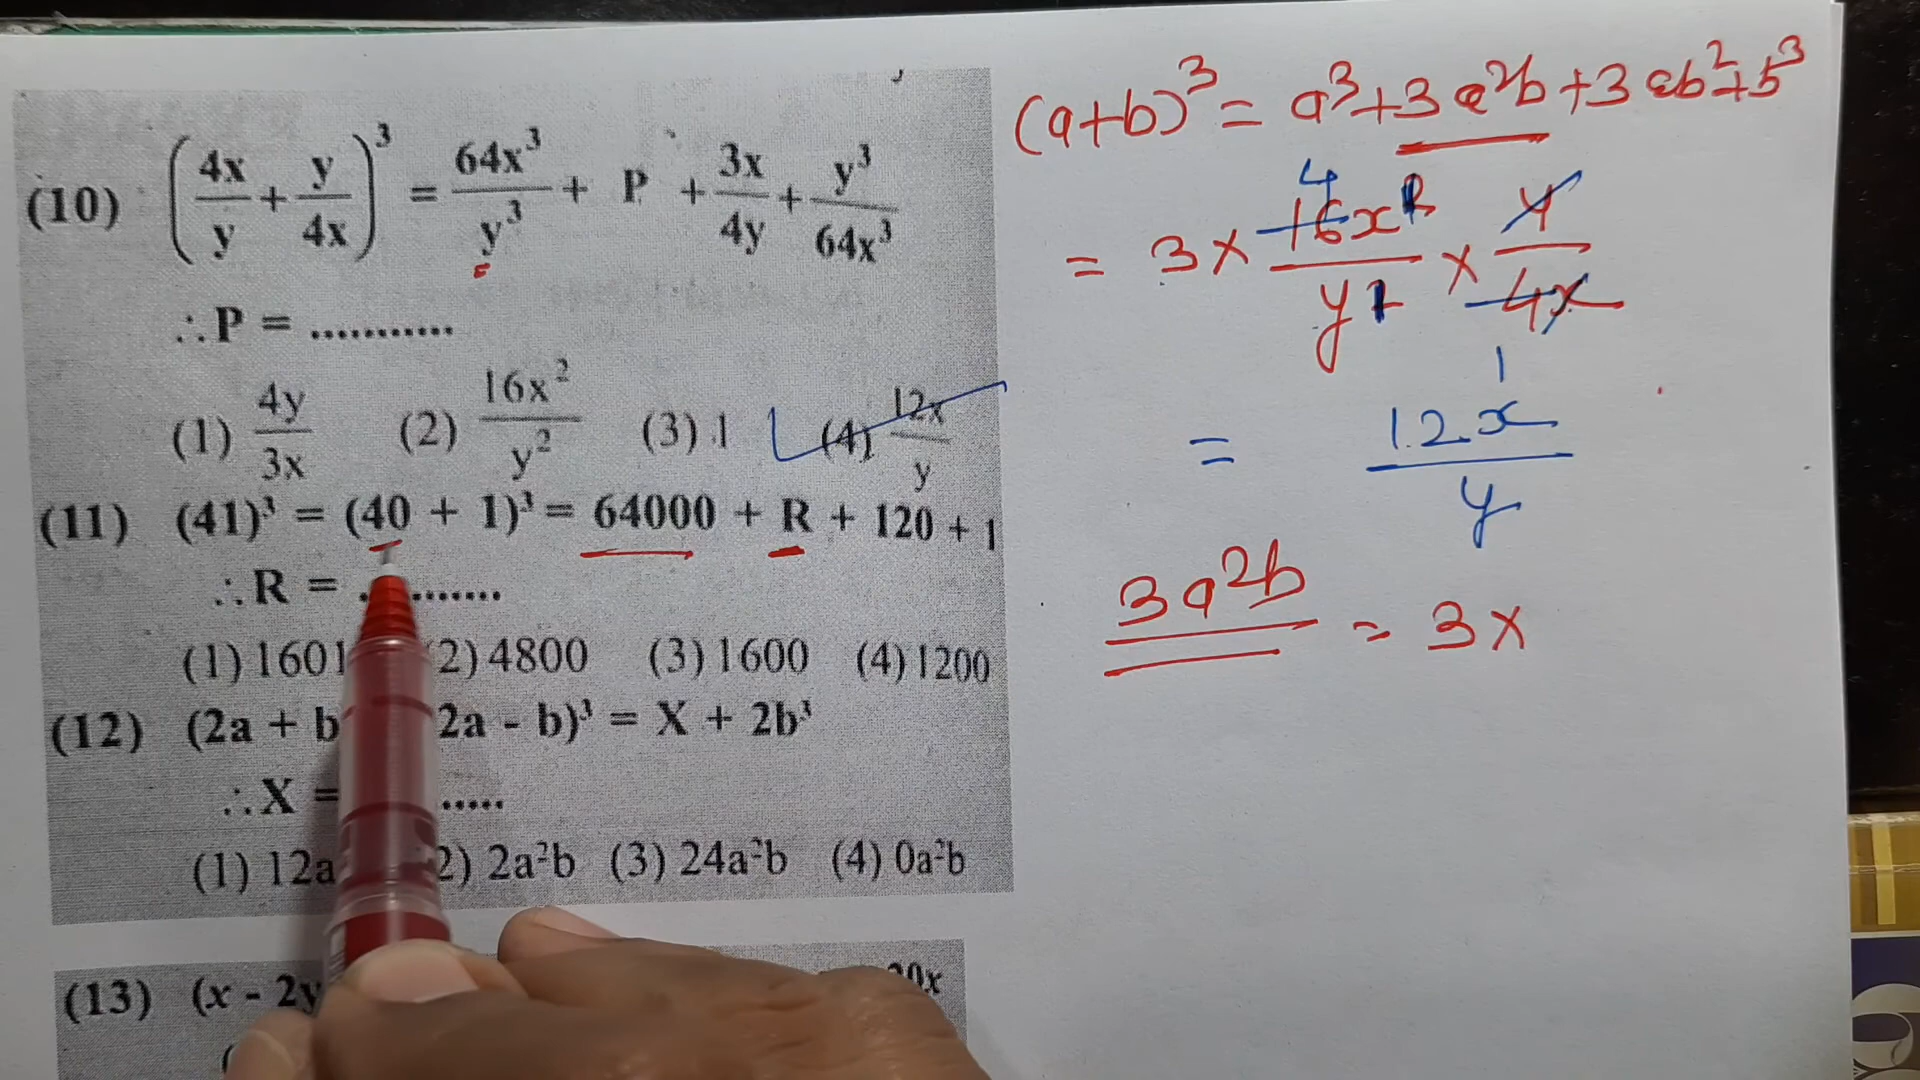 (10) (4x/y + y/4x)³ = 64x³/y³ + P + 3x/4y + y³/64x³
∴P = ...........
(1) 4y/3x (2) 16x²/y² (3) 1 (4) 12x/y
(11) (41)³ = (40 + 1)³ = 64000 + R + 120 + 1
∴R = ...........
(1) 1601 (2) 4800 (3) 1600 (4) 1200
(12) (2a + b 2a - b)³ = X + 2b³
∴X = .....
(1) 12a 2) 2a²b (3) 24a²b (4) 0a²b
(13) (x - 2y
(a+b)³ = a³+3a²b+3ab²+b³
= 3 × 16x²/y² × y/4x
4
1
= 12x/y
3a²b = 3×